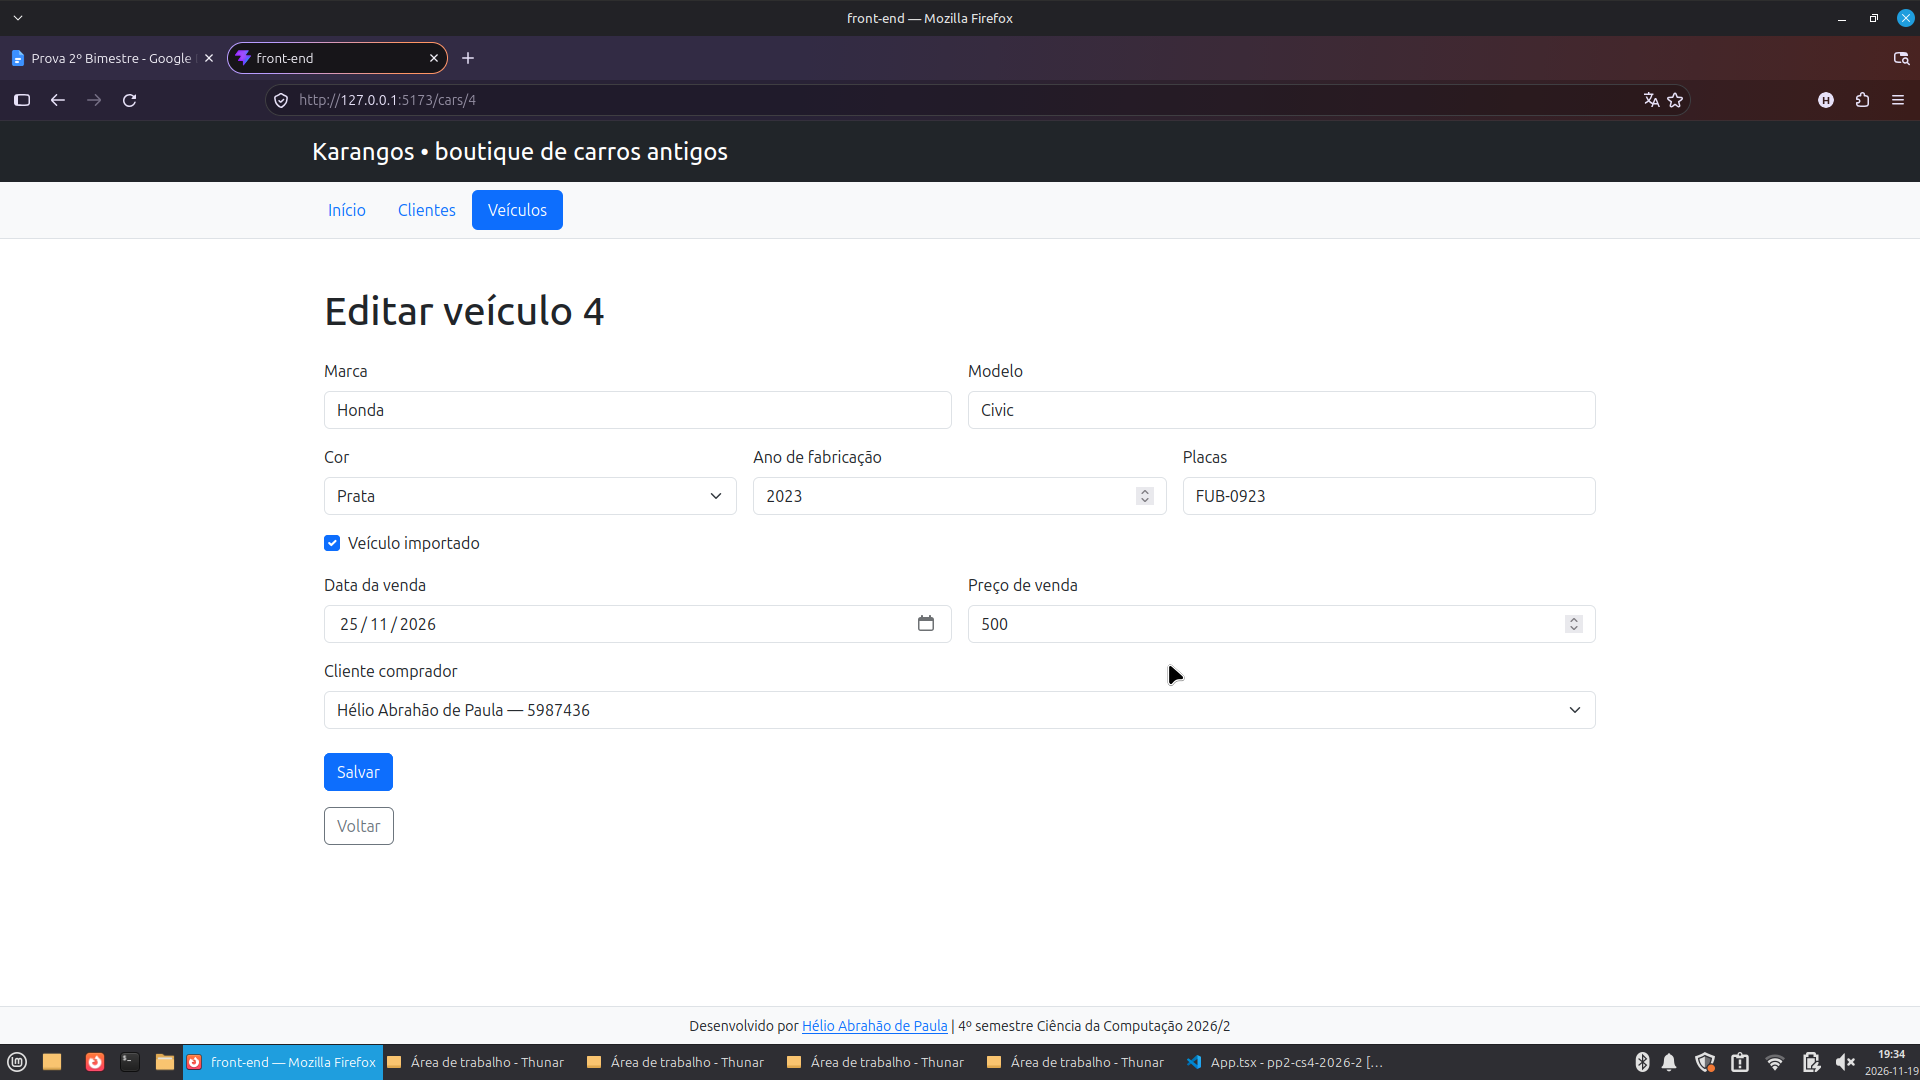 front-end — Mozilla Firefox
Prova 2º Bimestre - Google
front-end
http://127.0.0.1:5173/cars/4
H
Karangos • boutique de carros antigos
Início
Clientes
Veículos
Editar veículo 4
Marca
Modelo
Honda
Civic
Cor
Ano de fabricação
Placas
Prata
2023
FUB-0923
Veículo importado
Data da venda
Preço de venda
25/11/2026
500
Cliente comprador
Hélio Abrahão de Paula — 5987436
Salvar
Voltar
Desenvolvido por Hélio Abrahão de Paula | 4º semestre Ciência da Computação 2026/2
front-end — Mozilla Firefox
Área de trabalho - Thunar
Área de trabalho - Thunar
Área de trabalho - Thunar
Área de trabalho - Thunar
App.tsx - pp2-cs4-2026-2 [...
19:34
2026-11-19